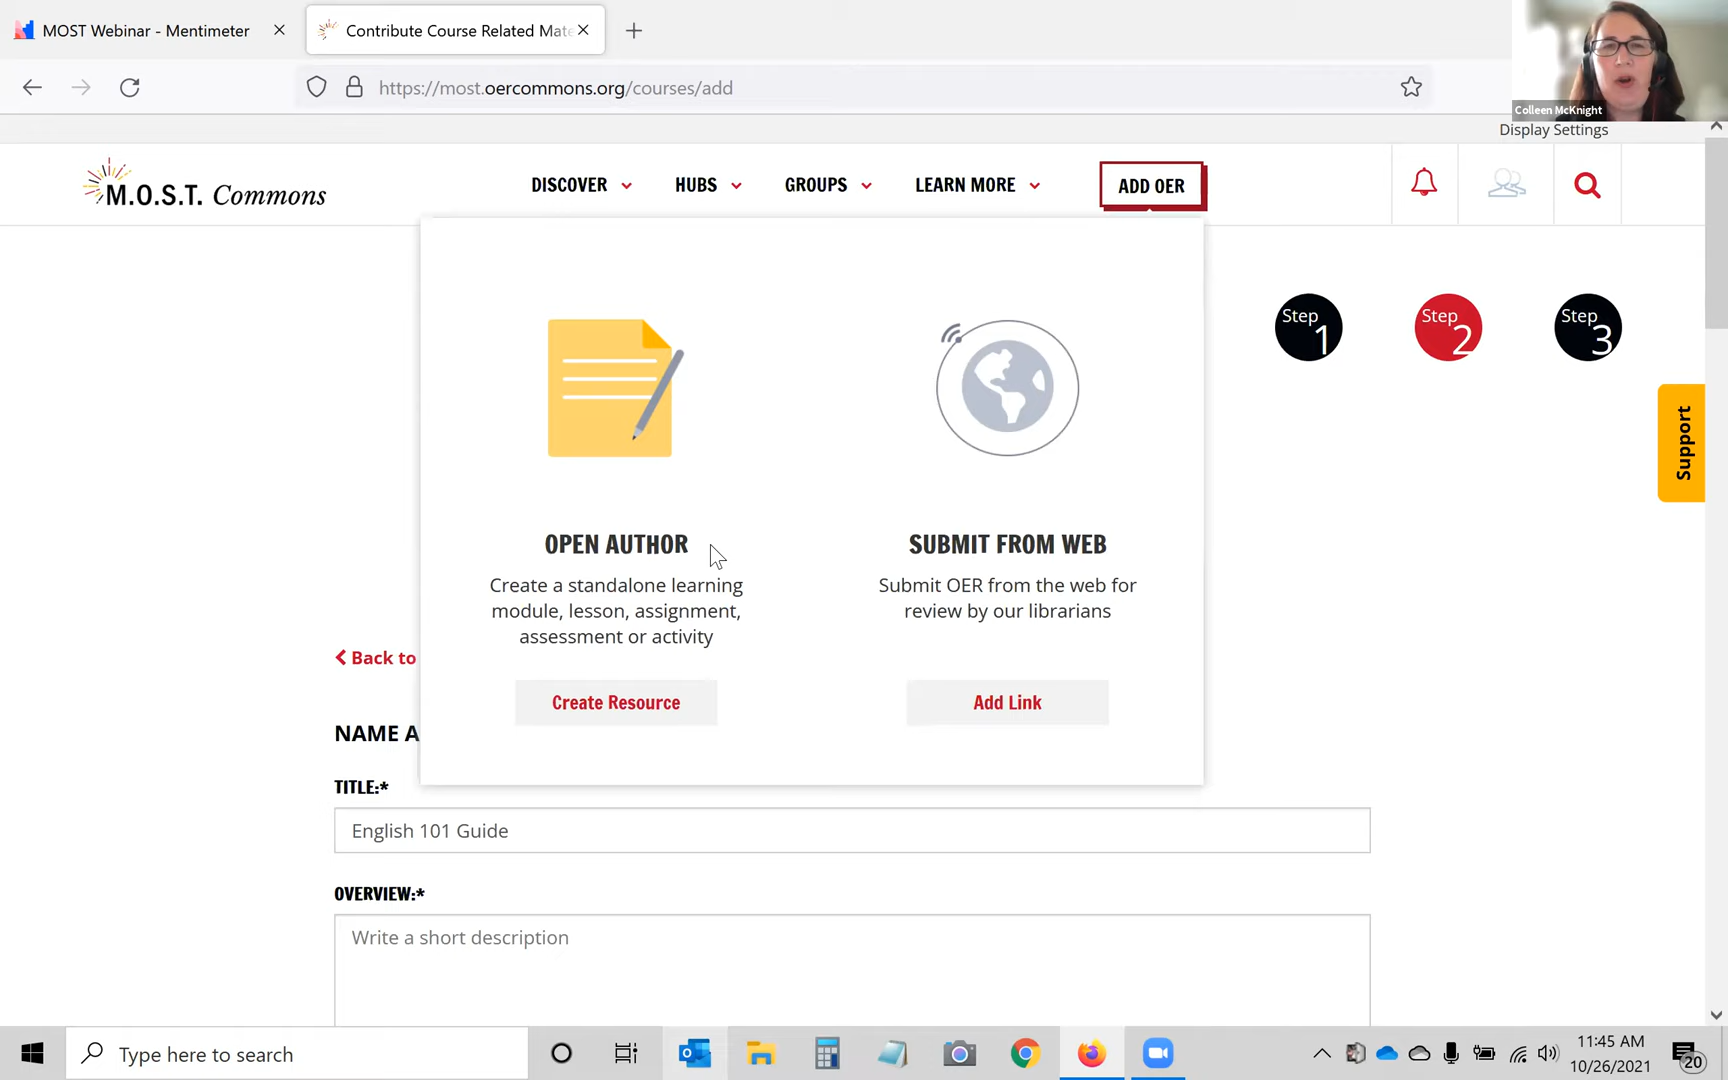 MOST Webinar - Mentimeter
Contribute Course Related Mate
https://most.oercommons.org/courses/add
Colleen McKnight
Display Settings
M.O.S.T. Commons
DISCOVER
HUBS
GROUPS
LEARN MORE
ADD OER
Step 1
Step 2
Step 3
Support
OPEN AUTHOR
Create a standalone learning
module, lesson, assignment,
assessment or activity
Create Resource
SUBMIT FROM WEB
Submit OER from the web for
review by our librarians
Add Link
Back to
NAME A
TITLE:*
English 101 Guide
OVERVIEW:*
Write a short description
Type here to search
11:45 AM
10/26/2021
20